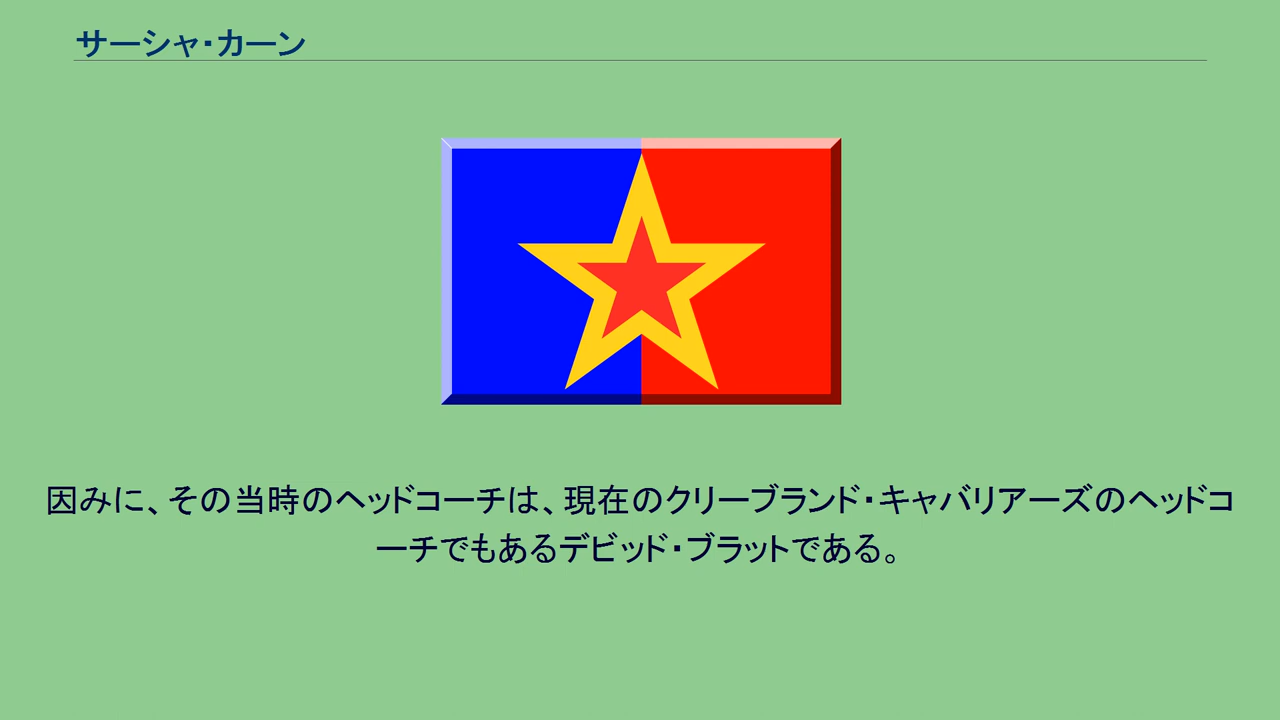 サーシャ・カーン
因みに、その当時のヘッドコーチは、現在のクリーブランド・キャバリアーズのヘッドコ
ーチでもあるデビッド・ブラットである。